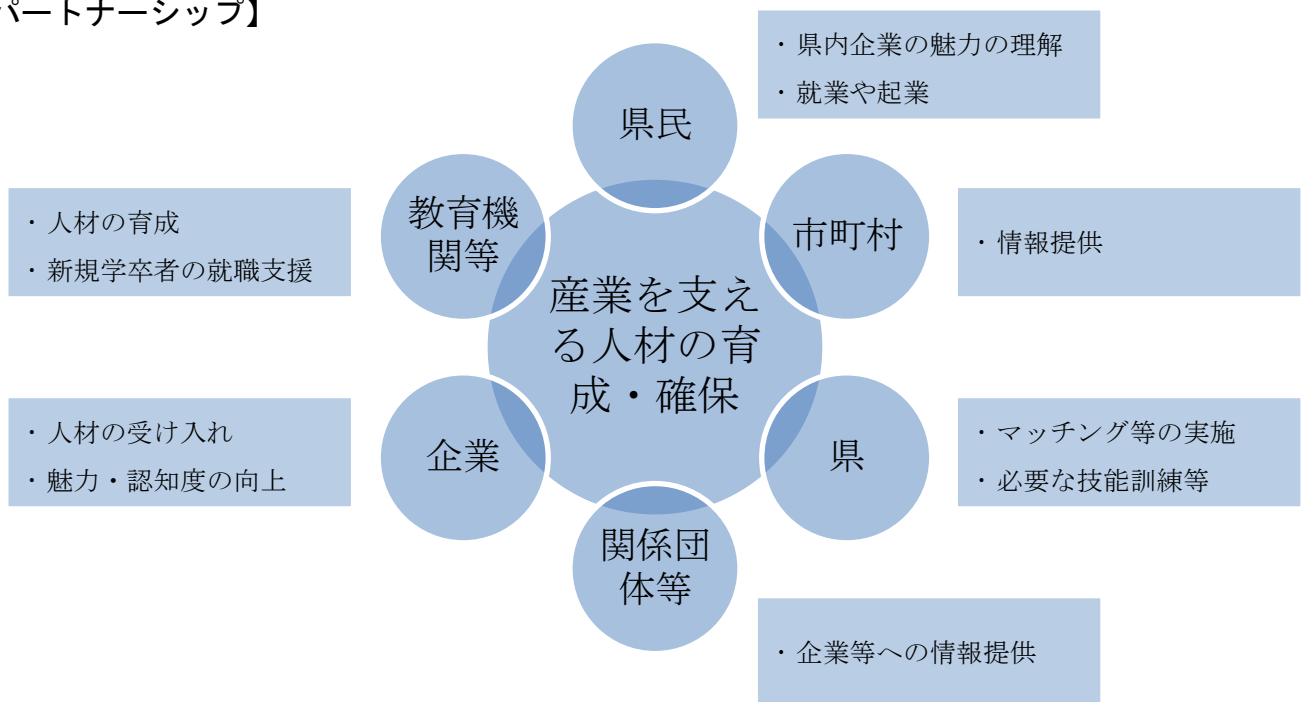 パートナーシップ】
・県内企業の魅力の理解
・就業や起業
県民
教育機
関等
・人材の育成
・新規学卒者の就職支援
市町村
・情報提供
産業を支え
る人材の育
成・確保
企業
・人材の受け入れ
・魅力・認知度の向上
県
・マッチング等の実施
・必要な技能訓練等
関係団
体等
・企業等への情報提供